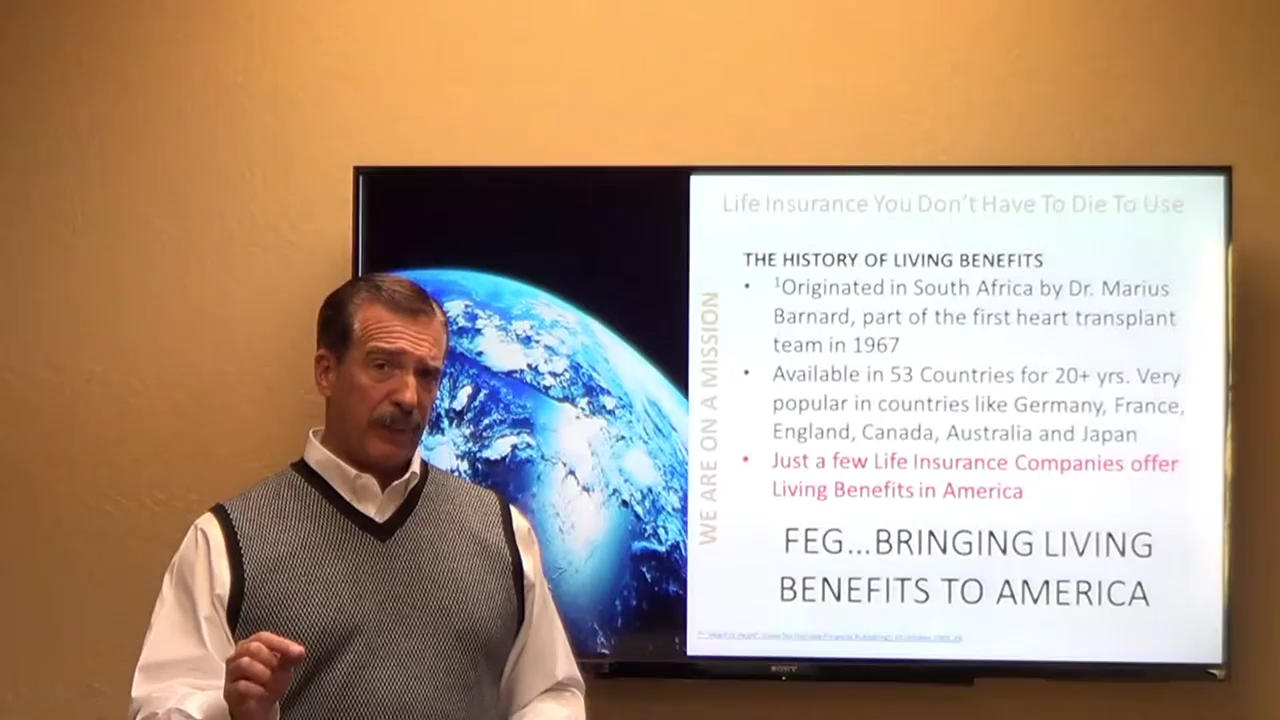 Life Insurance You Don't Have To Die To Use
WE ARE ON A MISSION
THE HISTORY OF LIVING BENEFITS
• ¹Originated in South Africa by Dr. Marius
Barnard, part of the first heart transplant
team in 1967
• Available in 53 Countries for 20+ yrs. Very
popular in countries like Germany, France,
England, Canada, Australia and Japan
• Just a few Life Insurance Companies offer
Living Benefits in America
FEG...BRINGING LIVING
BENEFITS TO AMERICA
SONY